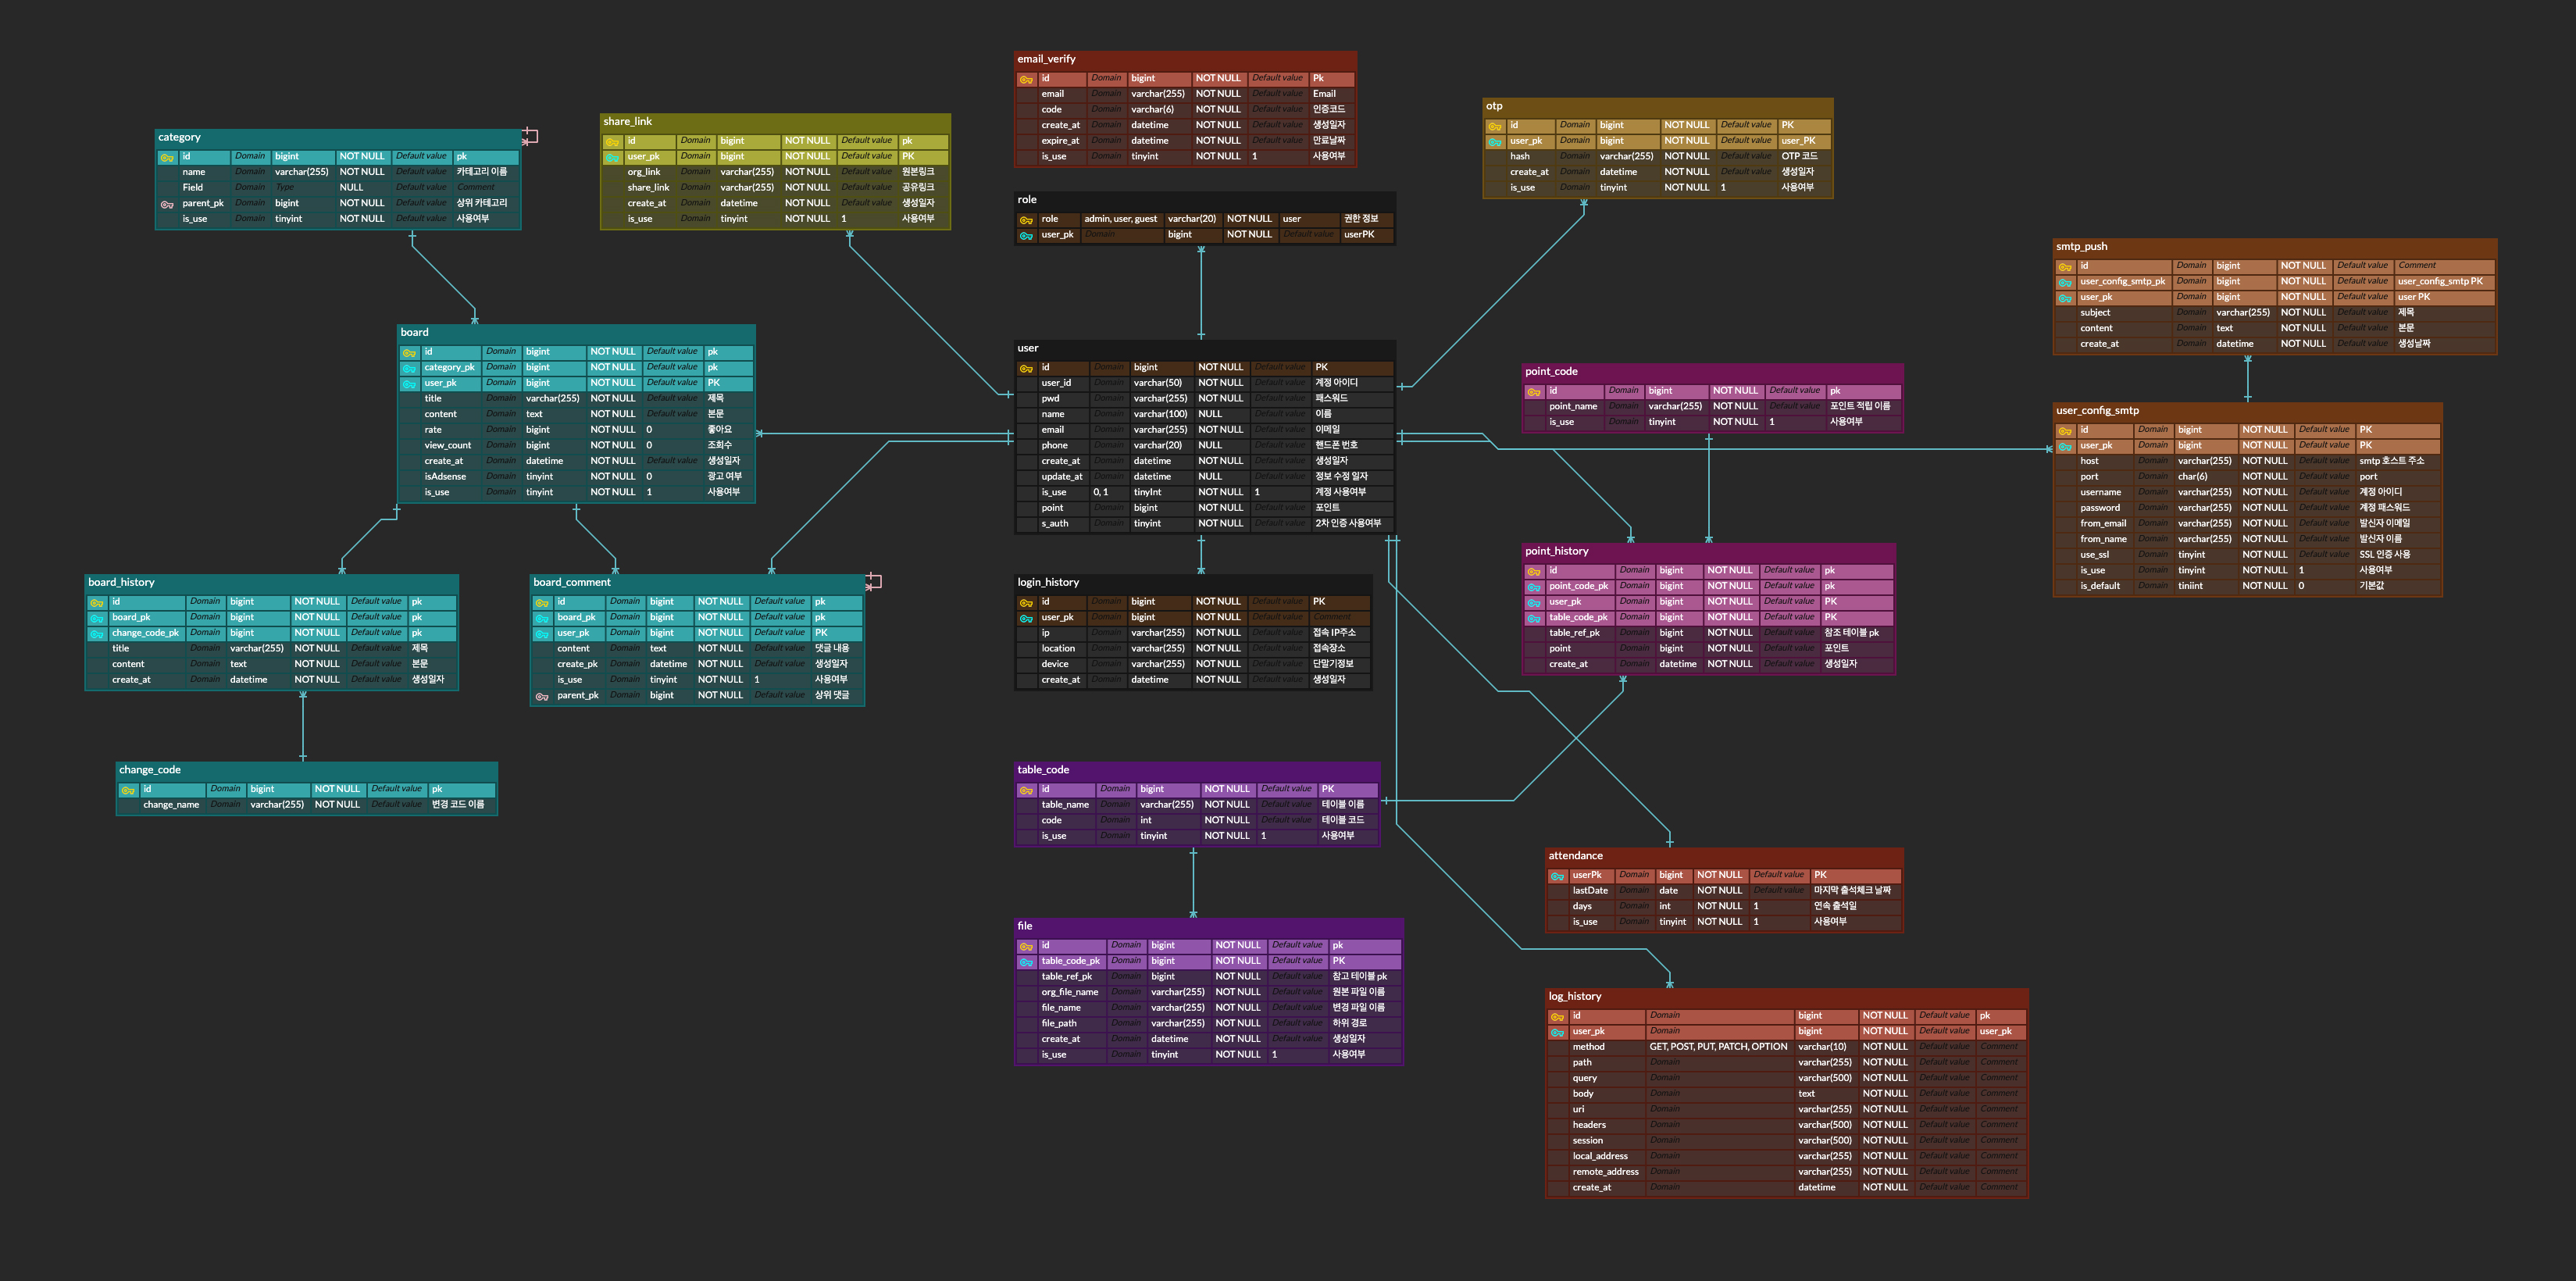 email_verify
id Domain bigint NOT NULL Default value Pk
email Domain varchar(255) NOT NULL Default value Email
code Domain varchar(6) NOT NULL Default value 인증코드
create_at Domain datetime NOT NULL Default value 생성일자
expire_at Domain datetime NOT NULL Default value 만료날짜
is_use Domain tinyint NOT NULL 1 사용여부
otp
id Domain bigint NOT NULL Default value PK
user_pk Domain bigint NOT NULL Default value user_PK
hash Domain varchar(255) NOT NULL Default value OTP 코드
create_at Domain datetime NOT NULL Default value 생성일자
is_use Domain tinyint NOT NULL 1 사용여부
share_link
id Domain bigint NOT NULL Default value pk
user_pk Domain bigint NOT NULL Default value PK
org_link Domain varchar(255) NOT NULL Default value 원본링크
share_link Domain varchar(255) NOT NULL Default value 공유링크
create_at Domain datetime NOT NULL Default value 생성일자
is_use Domain tinyint NOT NULL 1 사용여부
category
id Domain bigint NOT NULL Default value pk
name Domain varchar(255) NOT NULL Default value 카테고리 이름
Field Domain Type NULL Default value Comment
parent_pk Domain bigint NOT NULL Default value 상위 카테고리
is_use Domain tinyint NOT NULL Default value 사용여부
role
role admin, user, guest varchar(20) NOT NULL user 권한 정보
user_pk Domain bigint NOT NULL Default value userPK
smtp_push
id Domain bigint NOT NULL Default value Comment
user_config_smtp_pk Domain bigint NOT NULL Default value user_config_smtp PK
user_pk Domain bigint NOT NULL Default value user PK
subject Domain varchar(255) NOT NULL Default value 제목
content Domain text NOT NULL Default value 본문
create_at Domain datetime NOT NULL Default value 생성날짜
board
id Domain bigint NOT NULL Default value pk
category_pk Domain bigint NOT NULL Default value pk
user_pk Domain bigint NOT NULL Default value PK
title Domain varchar(255) NOT NULL Default value 제목
content Domain text NOT NULL Default value 본문
rate Domain bigint NOT NULL 0 좋아요
view_count Domain bigint NOT NULL 0 조회수
create_at Domain datetime NOT NULL Default value 생성일자
isAdsense Domain tinyint NOT NULL 0 광고 여부
is_use Domain tinyint NOT NULL 1 사용여부
user
id Domain bigint NOT NULL Default value PK
user_id Domain varchar(50) NOT NULL Default value 계정 아이디
pwd Domain varchar(255) NOT NULL Default value 패스워드
name Domain varchar(100) NULL Default value 이름
email Domain varchar(255) NOT NULL Default value 이메일
phone Domain varchar(20) NULL Default value 핸드폰 번호
create_at Domain datetime NOT NULL Default value 생성일자
update_at Domain datetime NULL Default value 정보 수정 일자
is_use 0, 1 tinyInt NOT NULL 1 계정 사용여부
point Domain bigint NOT NULL Default value 포인트
s_auth Domain tinyint NOT NULL Default value 2차 인증 사용여부
point_code
id Domain bigint NOT NULL Default value pk
point_name Domain varchar(255) NOT NULL Default value 포인트 적립 이름
is_use Domain tinyint NOT NULL 1 사용여부
user_config_smtp
id Domain bigint NOT NULL Default value PK
user_pk Domain bigint NOT NULL Default value PK
host Domain varchar(255) NOT NULL Default value smtp 호스트 주소
port Domain char(6) NOT NULL Default value port
username Domain varchar(255) NOT NULL Default value 계정 아이디
password Domain varchar(255) NOT NULL Default value 계정 패스워드
from_email Domain varchar(255) NOT NULL Default value 발신자 이메일
from_name Domain varchar(255) NOT NULL Default value 발신자 이름
use_ssl Domain tinyint NOT NULL Default value SSL 인증 사용
is_use Domain tinyint NOT NULL 1 사용여부
is_default Domain tiniint NOT NULL 0 기본값
board_history
id Domain bigint NOT NULL Default value pk
board_pk Domain bigint NOT NULL Default value pk
change_code_pk Domain bigint NOT NULL Default value pk
title Domain varchar(255) NOT NULL Default value 제목
content Domain text NOT NULL Default value 본문
create_at Domain datetime NOT NULL Default value 생성일자
board_comment
id Domain bigint NOT NULL Default value pk
board_pk Domain bigint NOT NULL Default value pk
user_pk Domain bigint NOT NULL Default value PK
content Domain text NOT NULL Default value 댓글 내용
create_pk Domain datetime NOT NULL Default value 생성일자
is_use Domain tinyint NOT NULL 1 사용여부
parent_pk Domain bigint NOT NULL Default value 상위 댓글
login_history
id Domain bigint NOT NULL Default value PK
user_pk Domain bigint NOT NULL Default value Comment
ip Domain varchar(255) NOT NULL Default value 접속 IP주소
location Domain varchar(255) NOT NULL Default value 접속장소
device Domain varchar(255) NOT NULL Default value 단말기정보
create_at Domain datetime NOT NULL Default value 생성일자
point_history
id Domain bigint NOT NULL Default value pk
point_code_pk Domain bigint NOT NULL Default value pk
user_pk Domain bigint NOT NULL Default value PK
table_code_pk Domain bigint NOT NULL Default value PK
table_ref_pk Domain bigint NOT NULL Default value 참조 테이블 pk
point Domain bigint NOT NULL Default value 포인트
create_at Domain datetime NOT NULL Default value 생성일자
change_code
id Domain bigint NOT NULL Default value pk
change_name Domain varchar(255) NOT NULL Default value 변경 코드 이름
table_code
id Domain bigint NOT NULL Default value PK
table_name Domain varchar(255) NOT NULL Default value 테이블 이름
code Domain int NOT NULL Default value 테이블 코드
is_use Domain tinyint NOT NULL 1 사용여부
attendance
userPk Domain bigint NOT NULL Default value PK
lastDate Domain date NOT NULL Default value 마지막 출석체크 날짜
days Domain int NOT NULL 1 연속 출석일
is_use Domain tinyint NOT NULL 1 사용여부
file
id Domain bigint NOT NULL Default value pk
table_code_pk Domain bigint NOT NULL Default value PK
table_ref_pk Domain bigint NOT NULL Default value 참고 테이블 pk
org_file_name Domain varchar(255) NOT NULL Default value 원본 파일 이름
file_name Domain varchar(255) NOT NULL Default value 변경 파일 이름
file_path Domain varchar(255) NOT NULL Default value 하위 경로
create_at Domain datetime NOT NULL Default value 생성일자
is_use Domain tinyint NOT NULL 1 사용여부
log_history
id Domain bigint NOT NULL Default value pk
user_pk Domain bigint NOT NULL Default value user_pk
method GET, POST, PUT, PATCH, OPTION varchar(10) NOT NULL Default value Comment
path Domain varchar(255) NOT NULL Default value Comment
query Domain varchar(500) NOT NULL Default value Comment
body Domain text NOT NULL Default value Comment
uri Domain varchar(255) NOT NULL Default value Comment
headers Domain varchar(500) NOT NULL Default value Comment
session Domain varchar(500) NOT NULL Default value Comment
local_address Domain varchar(255) NOT NULL Default value Comment
remote_address Domain varchar(255) NOT NULL Default value Comment
create_at Domain datetime NOT NULL Default value Comment